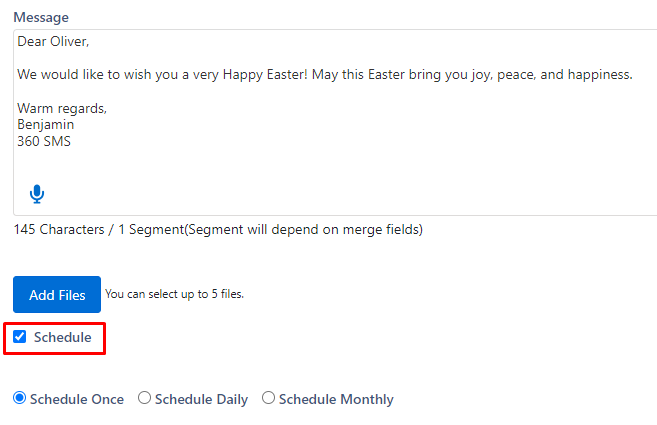 Message
Dear Oliver,
We would like to wish you a very Happy Easter! May this Easter bring you joy, peace, and happiness.
Warm regards,
Benjamin
360 SMS
145 Characters / 1 Segment(Segment will depend on merge fields)
Add Files You can select up to 5 files.
Schedule
Schedule Once Schedule Daily Schedule Monthly